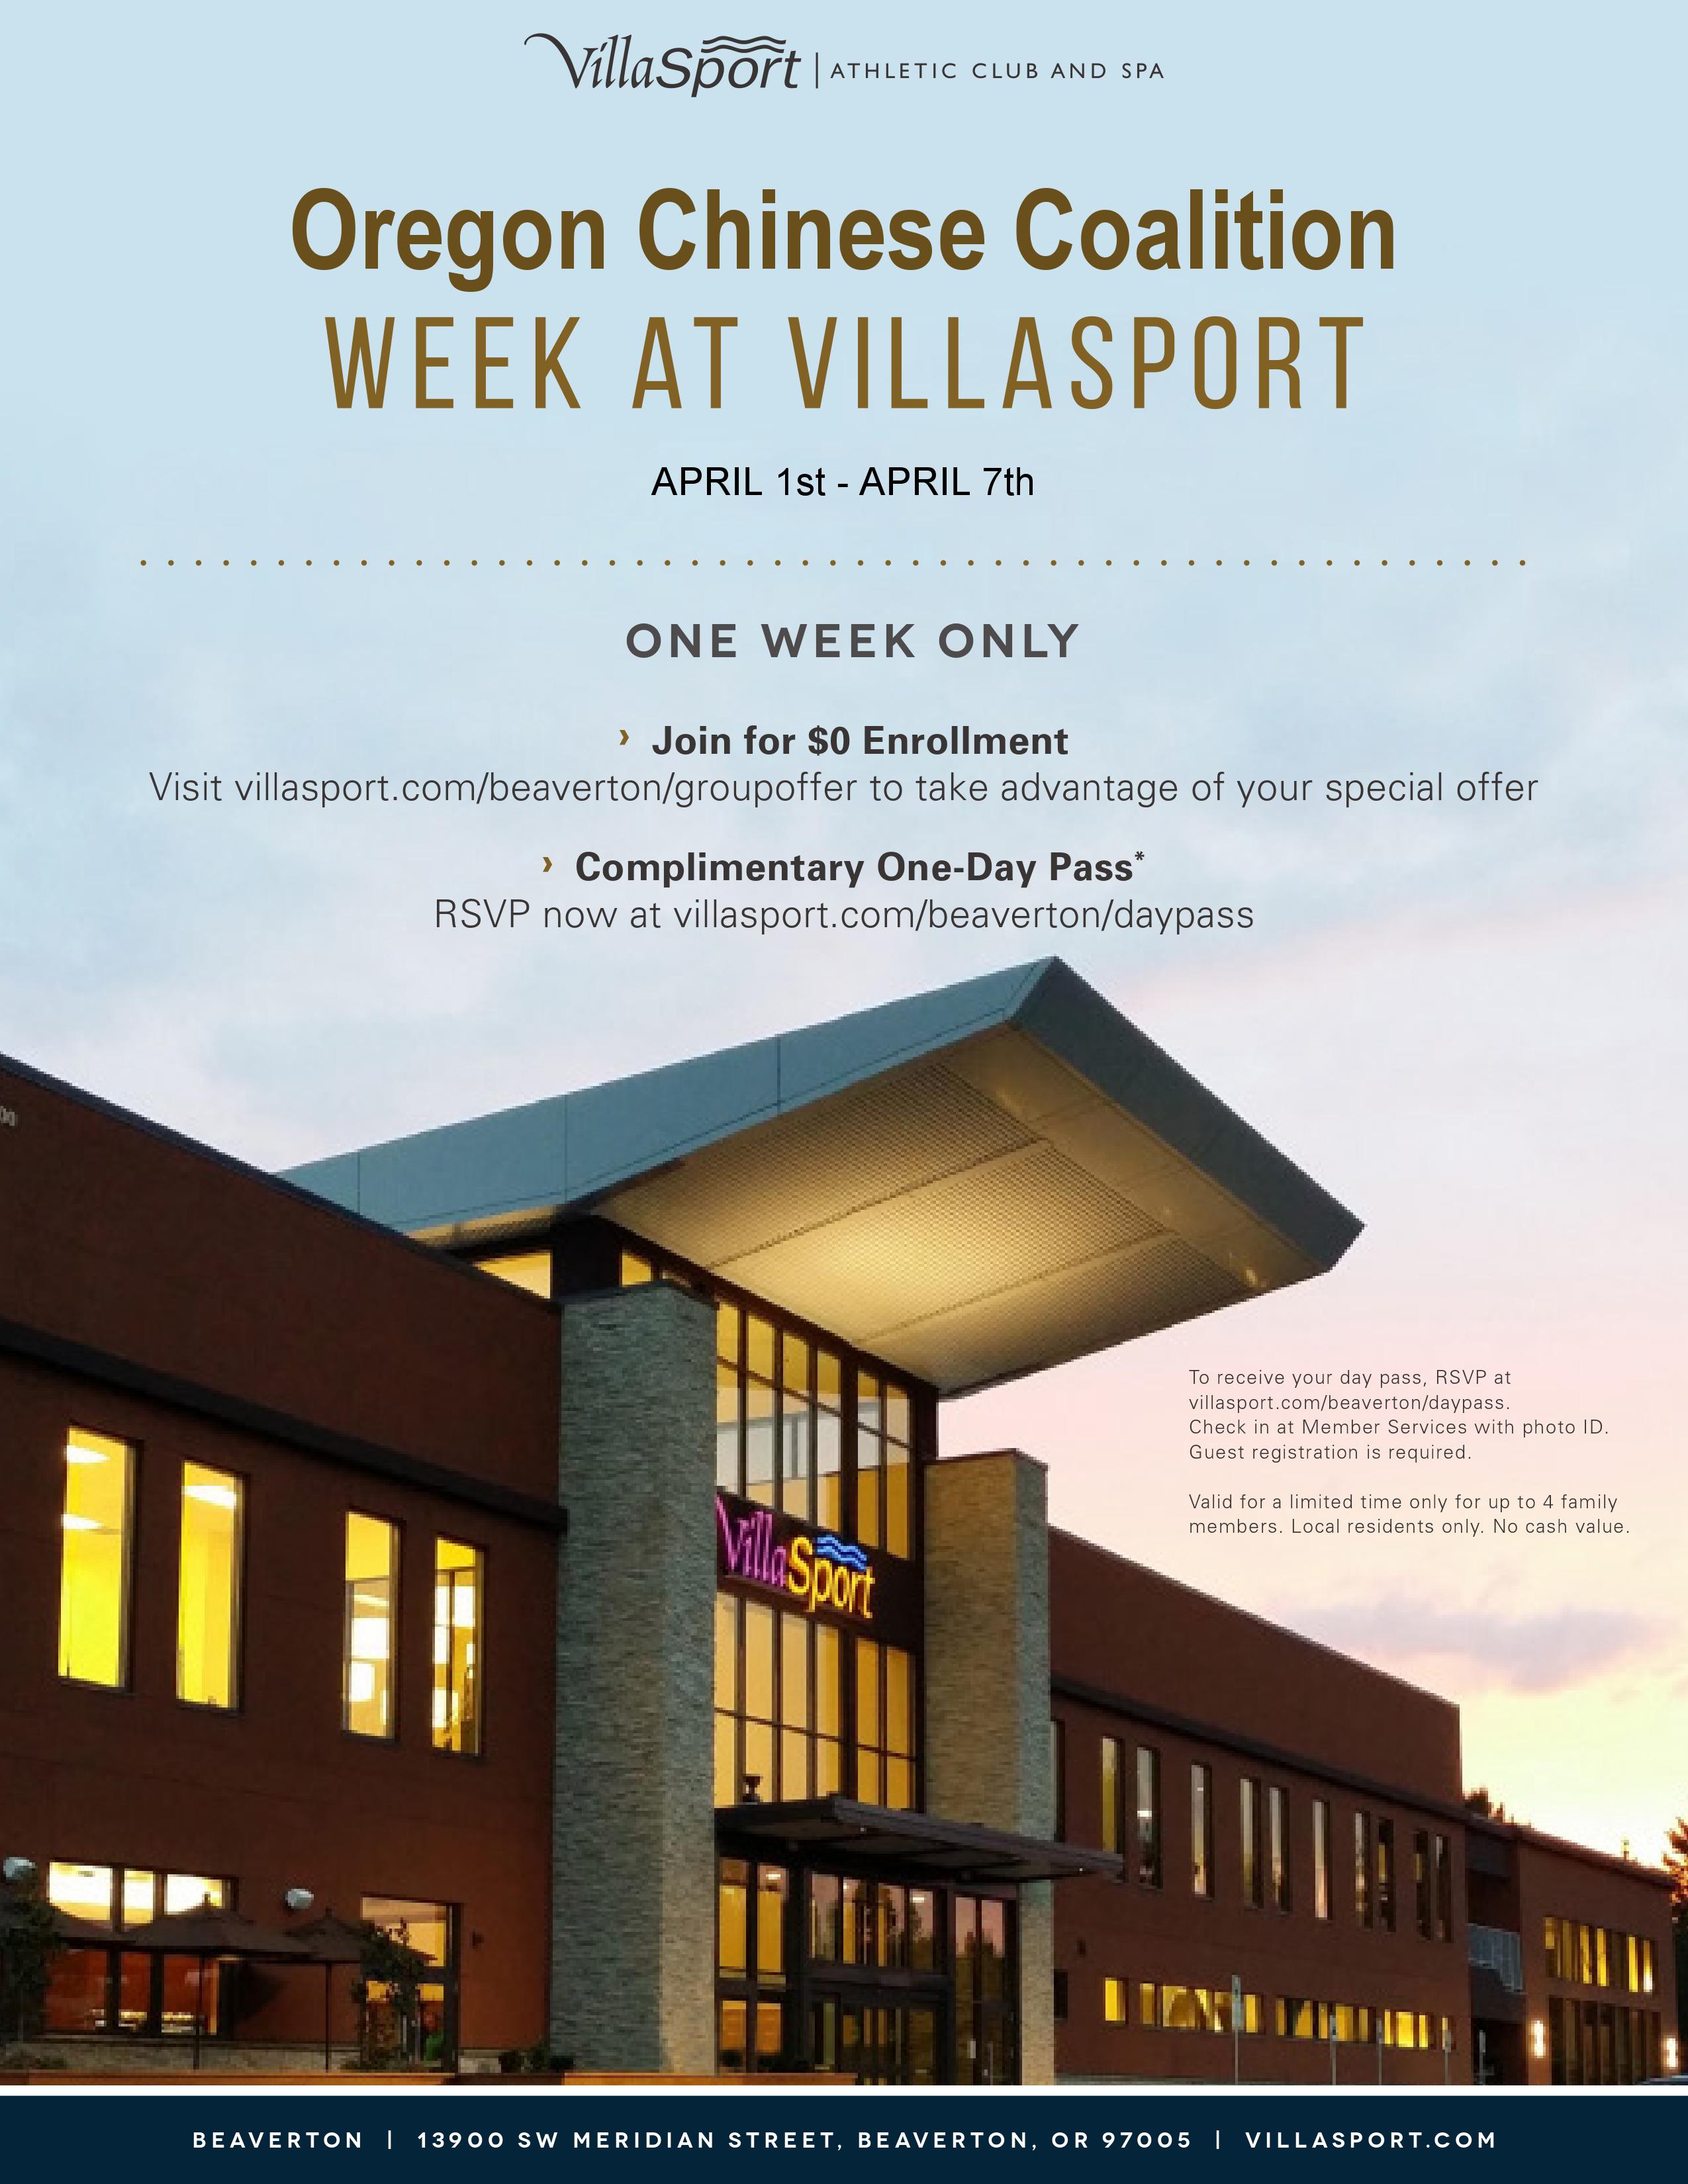 VillaSport | ATHLETIC CLUB AND SPA
Oregon Chinese Coalition
WEEK AT VILLASPORT
APRIL 1st - APRIL 7th
ONE WEEK ONLY
› Join for $0 Enrollment
Visit villasport.com/beaverton/groupoffer to take advantage of your special offer
› Complimentary One-Day Pass*
RSVP now at villasport.com/beaverton/daypass
To receive your day pass, RSVP at
villasport.com/beaverton/daypass.
Check in at Member Services with photo ID.
Guest registration is required.
Valid for a limited time only for up to 4 family
members. Local residents only. No cash value.
VillaSport
BEAVERTON | 13900 SW MERIDIAN STREET, BEAVERTON, OR 97005 | VILLASPORT.COM